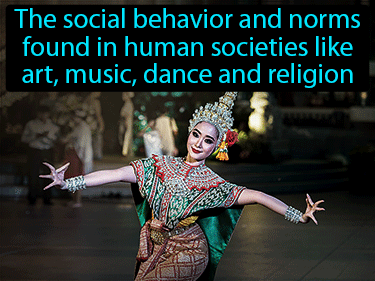 The social behavior and norms
found in human societies like
art, music, dance and religion